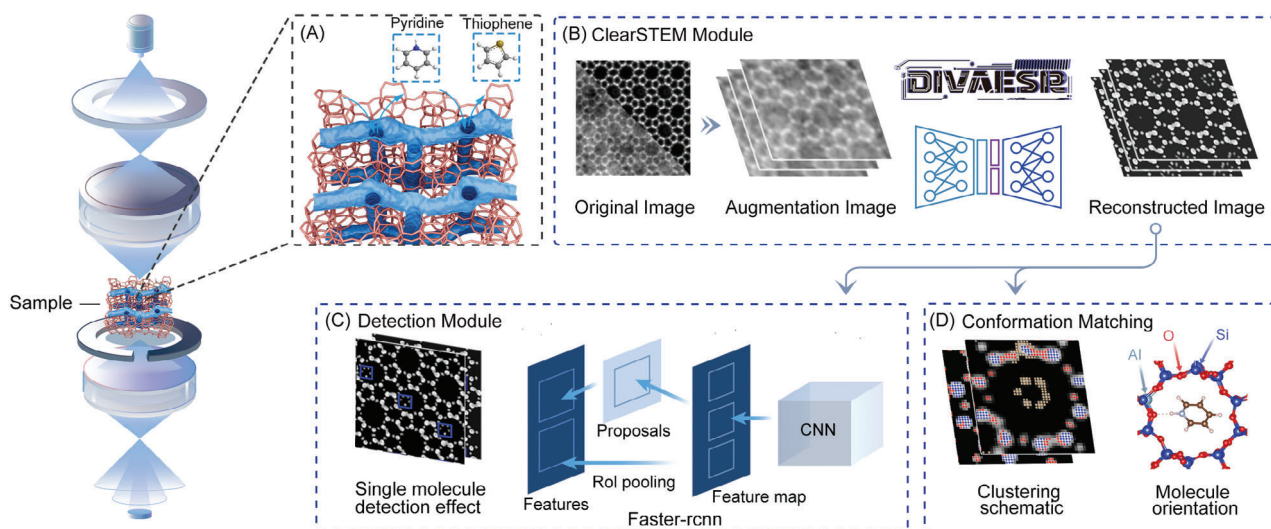 Sample
(A)
Pyridine
Thiophene
(B) ClearSTEM Module
DIVAESR
Original Image
Augmentation Image
Reconstructed Image
(C) Detection Module
Single molecule
detection effect
Features
Proposals
RoI pooling
Feature map
CNN
Faster-rcnn
(D) Conformation Matching
Al
O
Si
Clustering
schematic
Molecule
orientation